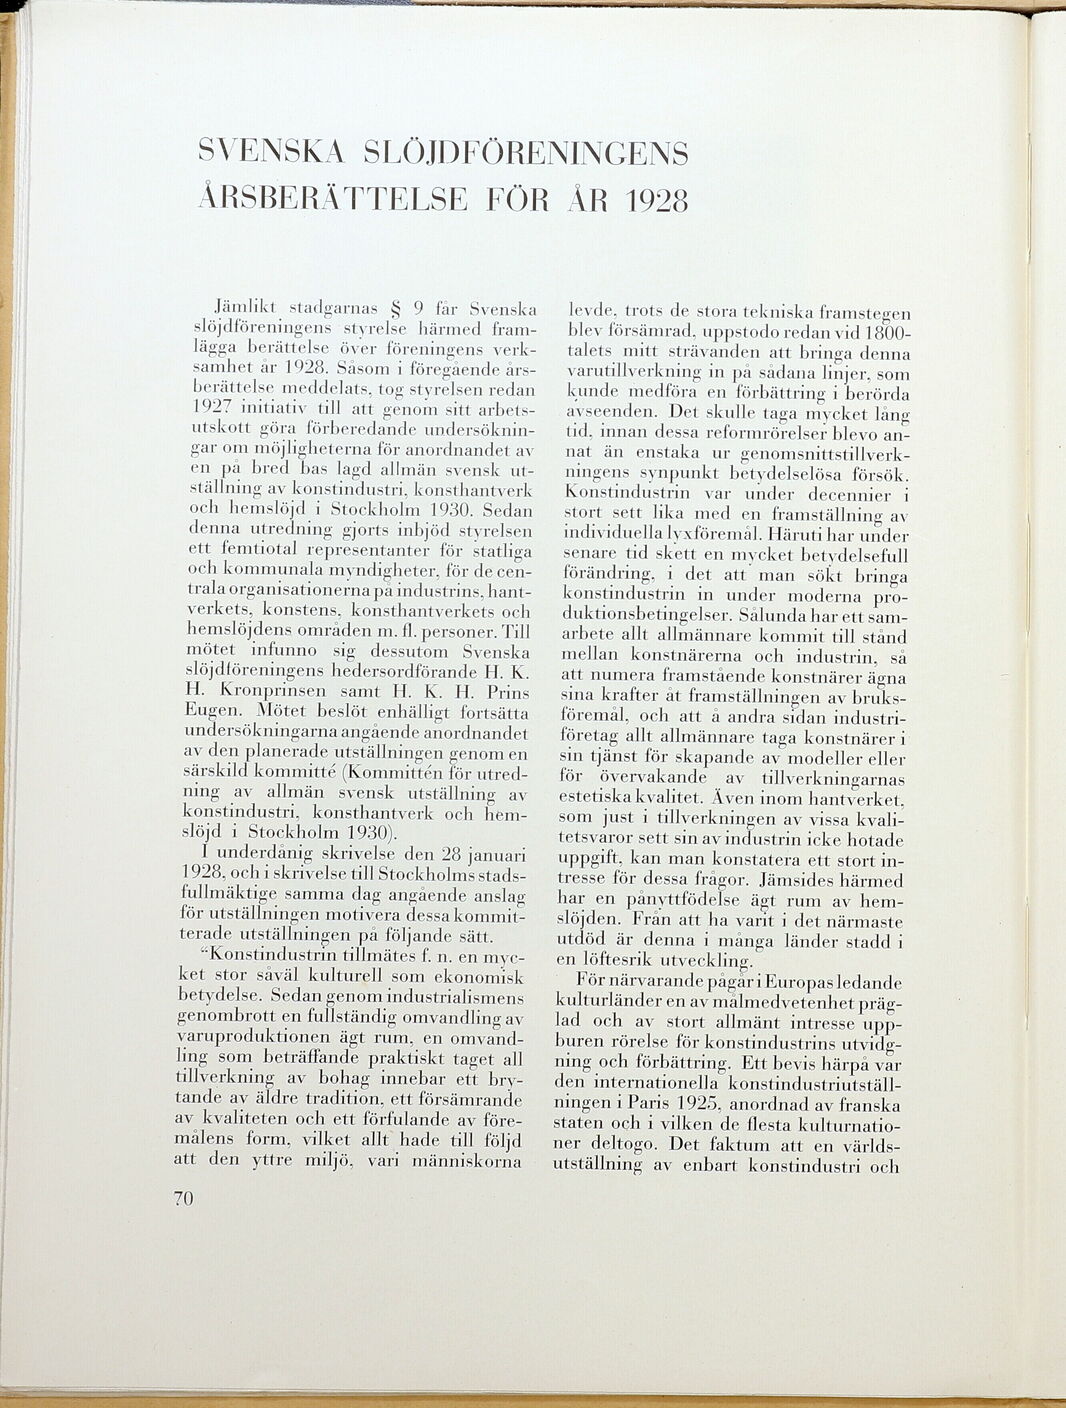 SVENSKA SLÖJDFÖRENINGENS
ÅRSBERÄTTELSE FÖR ÅR 1928
Jämlikt stadgarnas § 9 får Svenska
slöjdföreningens styrelse härmed fram-
lägga berättelse över föreningens verk-
samhet år 1928. Såsom i föregående års-
berättelse meddelats, tog styrelsen redan
1927 initiativ till att genom sitt arbets-
utskott göra förberedande undersöknin-
gar om möjligheterna för anordnandet av
en på bred bas lagd allmän svensk ut-
ställning av konstindustri, konsthantverk
och hemslöjd i Stockholm 1930. Sedan
denna utredning gjorts inbjöd styrelsen
ett femtiotal representanter för statliga
och kommunala myndigheter, för de cen-
trala organisationerna på industrins, hant-
verkets, konstens, konsthantverkets och
hemslöjdens områden m. fl. personer. Till
mötet infunno sig dessutom Svenska
slöjdföreningens hedersordförande H. K.
H. Kronprinsen samt H. K. H. Prins
Eugen. Mötet beslöt enhälligt fortsätta
undersökningarna angående anordnandet
av den planerade utställningen genom en
särskild kommitté (Kommittén för utred-
ning av allmän svensk utställning av
konstindustri, konsthantverk och hem-
slöjd i Stockholm 1930).
I underdånig skrivelse den 28 januari
1928, och i skrivelse till Stockholms stads-
fullmäktige samma dag angående anslag
för utställningen motivera dessa kommit-
terade utställningen på följande sätt.
“Konstindustrin tillmätes f. n. en myc-
ket stor såväl kulturell som ekonomisk
betydelse. Sedan genom industrialismens
genombrott en fullständig omvandling av
varuproduktionen ägt rum, en omvand-
ling som beträffande praktiskt taget all
tillverkning av bohag innebar ett bry-
tande av äldre tradition, ett försämrande
av kvaliteten och ett förfulande av före-
målens form, vilket allt hade till följd
att den yttre miljö, vari människorna
levde, trots de stora tekniska framstegen
blev försämrad, uppstodo redan vid 1800-
talets mitt strävanden att bringa denna
varutillverkning in på sådana linjer, som
kunde medföra en förbättring i berörda
avseenden. Det skulle taga mycket lång
tid, innan dessa reformrörelser blevo an-
nat än enstaka ur genomsnittstillverk-
ningens synpunkt betydelselösa försök.
Konstindustrin var under decennier i
stort sett lika med en framställning av
individuella lyxföremål. Häruti har under
senare tid skett en mycket betydelsefull
förändring, i det att man sökt bringa
konstindustrin in under moderna pro-
duktionsbetingelser. Sålunda har ett sam-
arbete allt allmännare kommit till stånd
mellan konstnärerna och industrin, så
att numera framstående konstnärer ägna
sina krafter åt framställningen av bruks-
föremål, och att å andra sidan industri-
företag allt allmännare taga konstnärer i
sin tjänst för skapande av modeller eller
för övervakande av tillverkningarnas
estetiska kvalitet. Även inom hantverket,
som just i tillverkningen av vissa kvali-
tetsvaror sett sin av industrin icke hotade
uppgift, kan man konstatera ett stort in-
tresse för dessa frågor. Jämsides härmed
har en pånyttfödelse ägt rum av hem-
slöjden. Från att ha varit i det närmaste
utdöd är denna i många länder stadd i
en löftesrik utveckling.
För närvarande pågår i Europas ledande
kulturländer en av målmedvetenhet präg-
lad och av stort allmänt intresse upp-
buren rörelse för konstindustrins utvidg-
ning och förbättring. Ett bevis härpå var
den internationella konstindustriutställ-
ningen i Paris 1925, anordnad av franska
staten och i vilken de flesta kulturnatio-
ner deltogo. Det faktum att en världs-
utställning av enbart konstindustri och
70